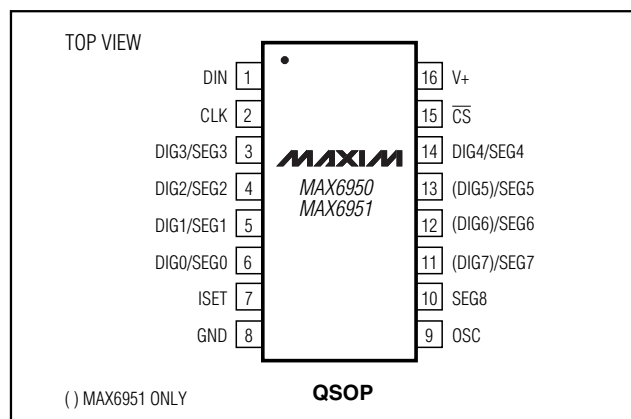 TOP VIEW
DIN 1
CLK 2
DIG3/SEG3 3
DIG2/SEG2 4
DIG1/SEG1 5
DIG0/SEG0 6
ISET 7
GND 8
MAXIM
MAX6950
MAX6951
16 V+
15 C̅S̅
14 DIG4/SEG4
13 (DIG5)/SEG5
12 (DIG6)/SEG6
11 (DIG7)/SEG7
10 SEG8
9 OSC
( ) MAX6951 ONLY
QSOP